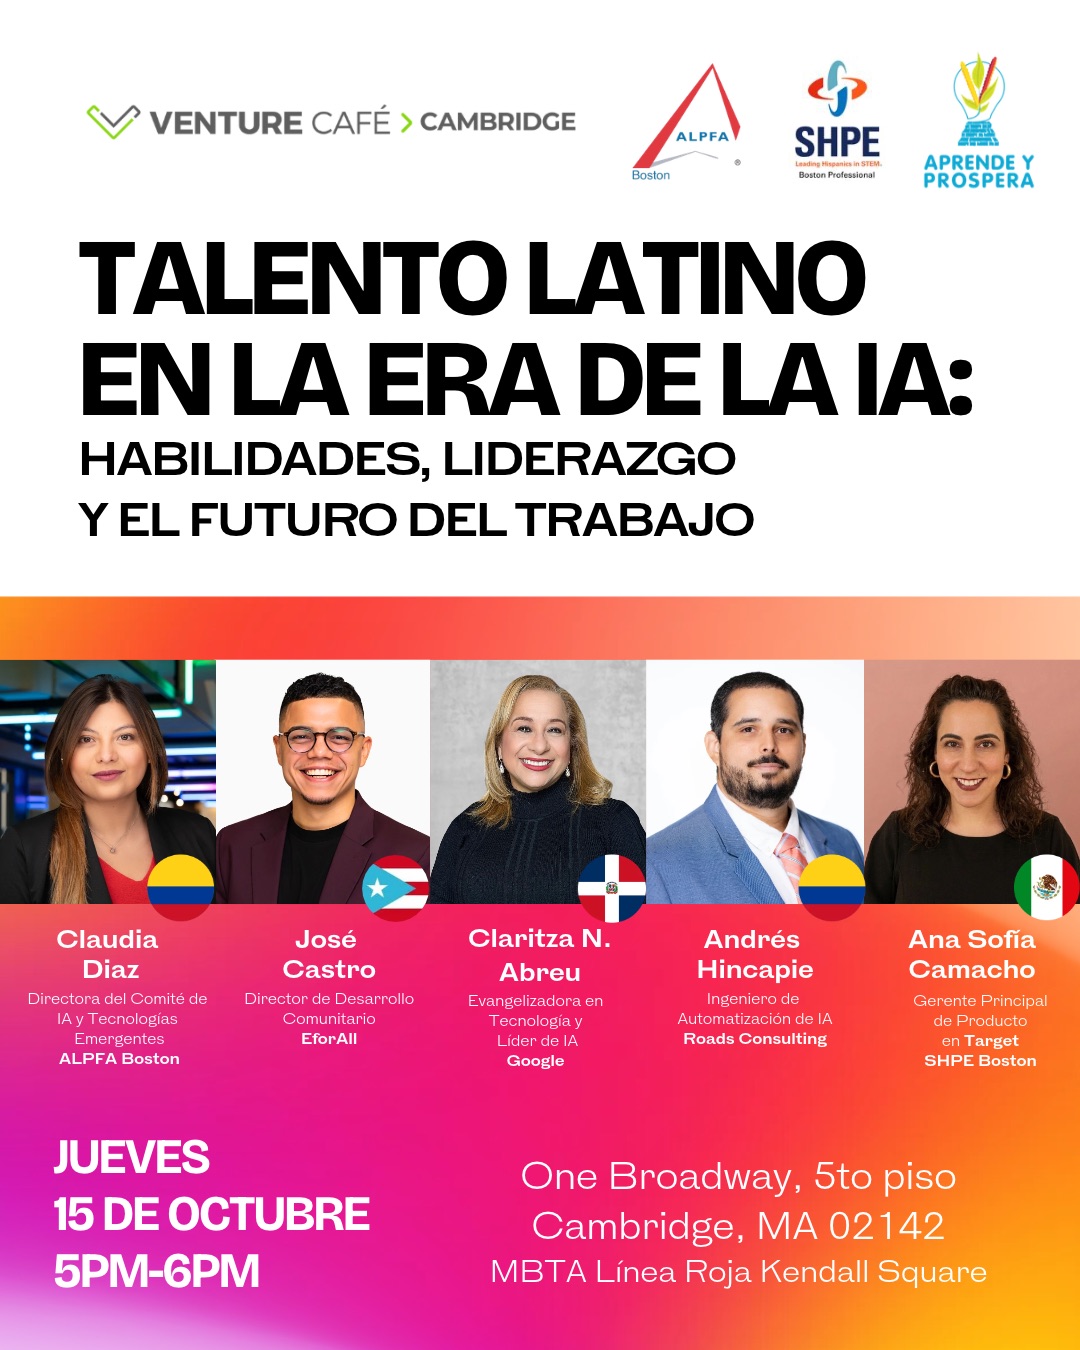 VENTURE CAFÉ > CAMBRIDGE
ALPFA
®
Boston
SHPE
Leading Hispanics in STEM.
Boston Professional
APRENDE Y
PROSPERA
TALENTO LATINO
EN LA ERA DE LA IA:
HABILIDADES, LIDERAZGO
Y EL FUTURO DEL TRABAJO
Claudia
Diaz
Directora del Comité de
IA y Tecnologías
Emergentes
ALPFA Boston
José
Castro
Director de Desarrollo
Comunitario
EforAll
Claritza N.
Abreu
Evangelizadora en
Tecnología y
Líder de IA
Google
Andrés
Hincapie
Ingeniero de
Automatización de IA
Roads Consulting
Ana Sofía
Camacho
Gerente Principal
de Producto
en Target
SHPE Boston
JUEVES
15 DE OCTUBRE
5PM-6PM
One Broadway, 5to piso
Cambridge, MA 02142
MBTA Línea Roja Kendall Square